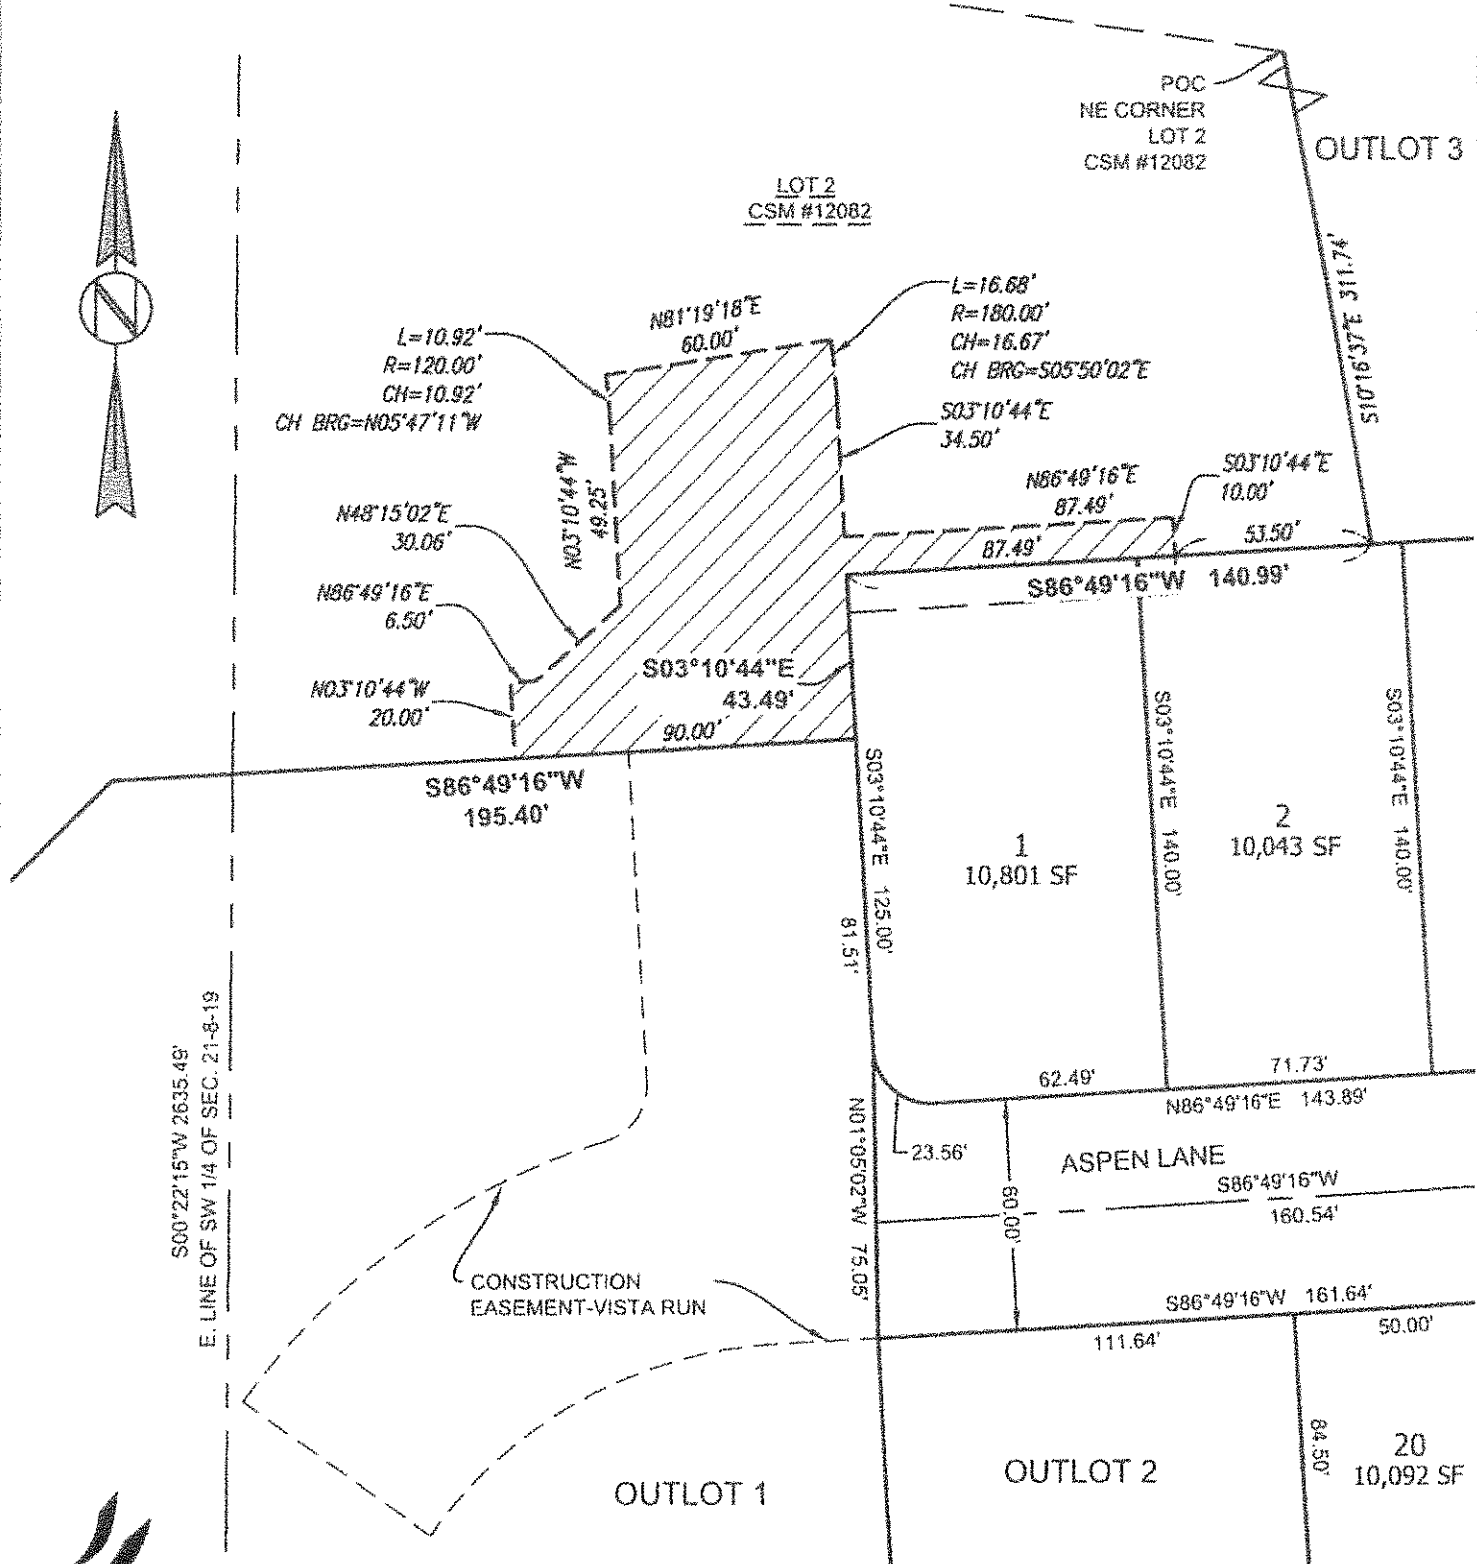 POC
NE CORNER
LOT 2
CSM #12082
OUTLOT 3
LOT 2
CSM #12082
N
S10°16'37"E 311.74'
L=16.68'
R=180.00'
CH=16.67'
CH BRG=S05°50'02"E
N81°19'18"E
60.00'
L=10.92'
R=120.00'
CH=10.92'
CH BRG=N05°47'11"W
S03°10'44"E
34.50'
N03°10'44"W
49.25'
N86°49'16"E
87.49'
S03°10'44"E
10.00'
N48°15'02"E
30.06'
87.49'
53.50'
S86°49'16"W 140.99'
N86°49'16"E
6.50'
S03°10'44"E
43.49'
N03°10'44"W
20.00'
90.00'
S86°49'16"W
195.40'
S03°10'44"E 125.00'
81.51'
S03°10'44"E 140.00'
S03°10'44"E 140.00'
1
10,801 SF
2
10,043 SF
S00°22'15"W 2635.49'
E. LINE OF SW 1/4 OF SEC. 21-8-19
62.49'
71.73'
N86°49'16"E 143.89'
23.56'
ASPEN LANE
N01°05'02"W 75.05'
60.00'
S86°49'16"W
160.54'
CONSTRUCTION
EASEMENT-VISTA RUN
S86°49'16"W 161.64'
111.64'
50.00'
84.50'
OUTLOT 1
OUTLOT 2
20
10,092 SF